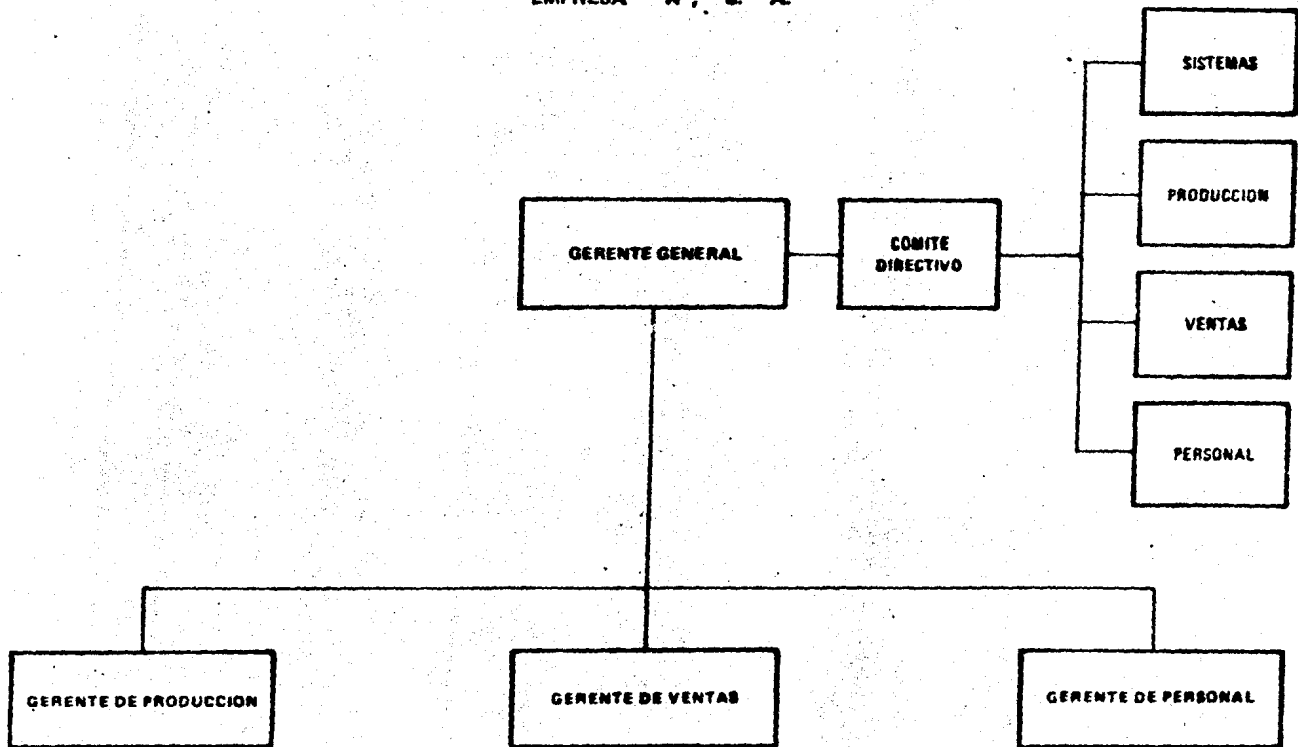 SISTEMAS
PRODUCCION
GERENTE GENERAL
COMITE
DIRECTIVO
VENTAS
PERSONAL
GERENTE DE PRODUCCION
GERENTE DE VENTAS
GERENTE DE PERSONAL